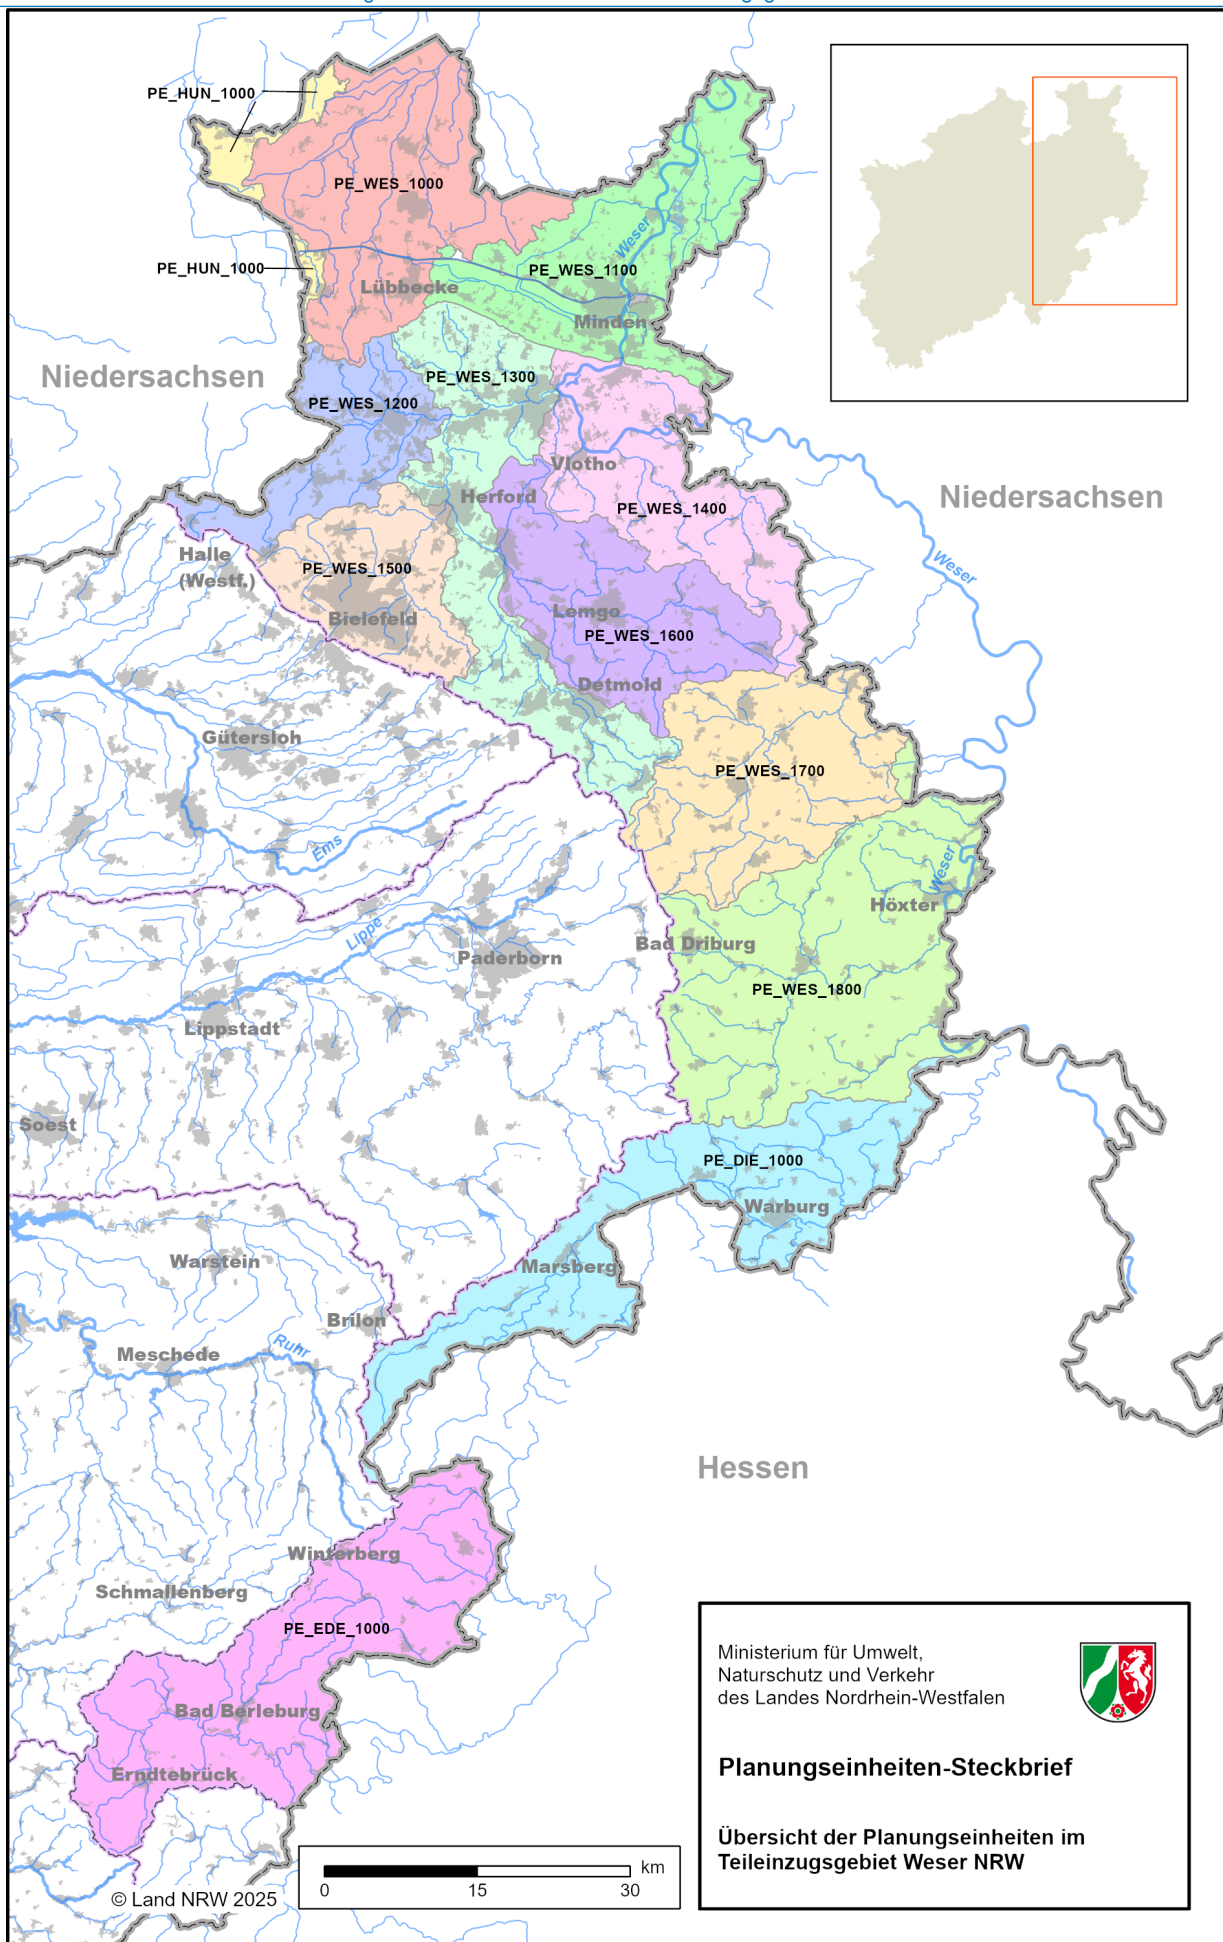 PE_HUN_1000
PE_WES_1000
Weser
PE_HUN_1000
PE_WES_1100
Lübbecke
Minden
Niedersachsen
PE_WES_1300
PE_WES_1200
Vlotho
Herford
Niedersachsen
PE_WES_1400
Halle
(Westf.)
PE_WES_1500
Weser
Bielefeld
Lemgo
PE_WES_1600
Detmold
Gütersloh
PE_WES_1700
Ems
Weser
Höxter
Lippe
Bad Driburg
Paderborn
PE_WES_1800
Lippstadt
Soest
PE_DIE_1000
Warburg
Warstein
Marsberg
Brilon
Ruhr
Meschede
Hessen
Winterberg
Schmallenberg
PE_EDE_1000
Bad Berleburg
Erndtebrück
Ministerium für Umwelt,
Naturschutz und Verkehr
des Landes Nordrhein-Westfalen
Planungseinheiten-Steckbrief
Übersicht der Planungseinheiten im
Teileinzugsgebiet Weser NRW
km
0 15 30
© Land NRW 2025